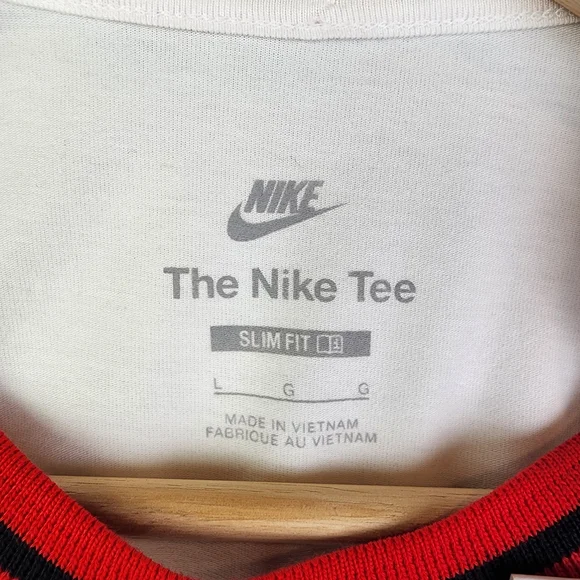 NIKE
The Nike Tee
SLIM FIT
L G G
MADE IN VIETNAM
FABRIQUE AU VIETNAM